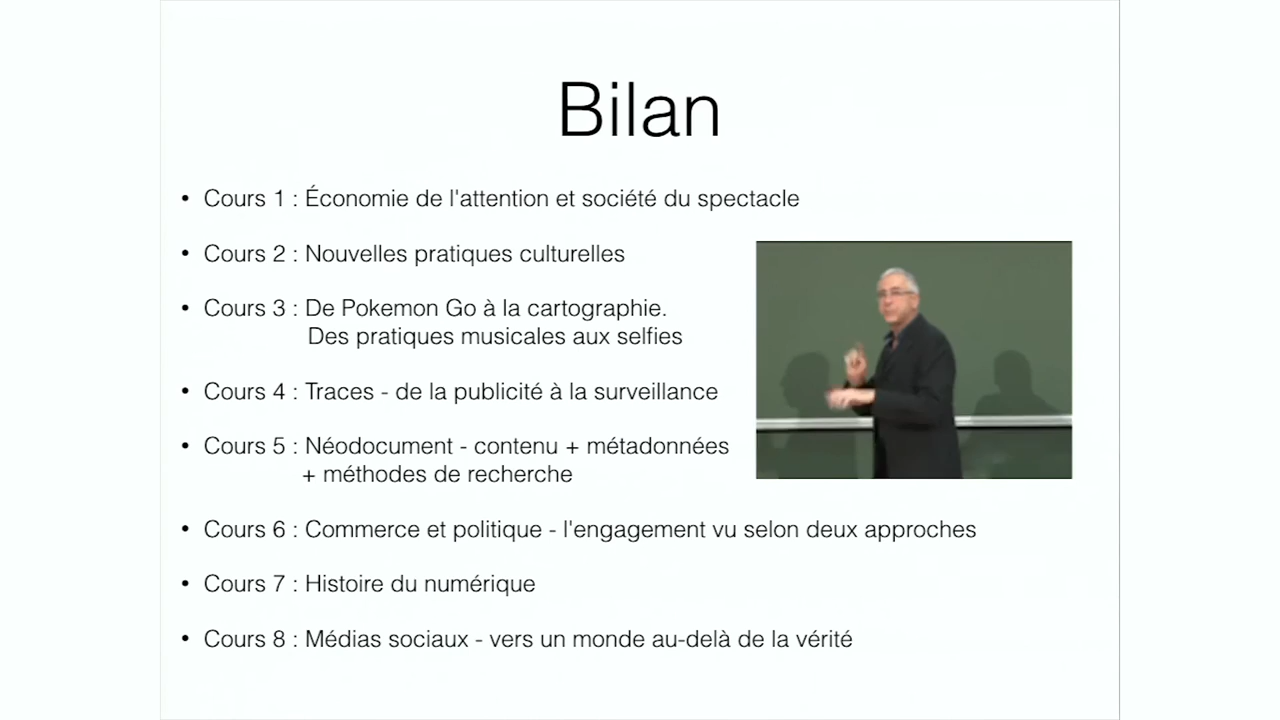 Bilan
• Cours 1 : Économie de l'attention et société du spectacle
• Cours 2 : Nouvelles pratiques culturelles
• Cours 3 : De Pokemon Go à la cartographie.
Des pratiques musicales aux selfies
• Cours 4 : Traces - de la publicité à la surveillance
• Cours 5 : Néodocument - contenu + métadonnées
+ méthodes de recherche
• Cours 6 : Commerce et politique - l'engagement vu selon deux approches
• Cours 7 : Histoire du numérique
• Cours 8 : Médias sociaux - vers un monde au-delà de la vérité